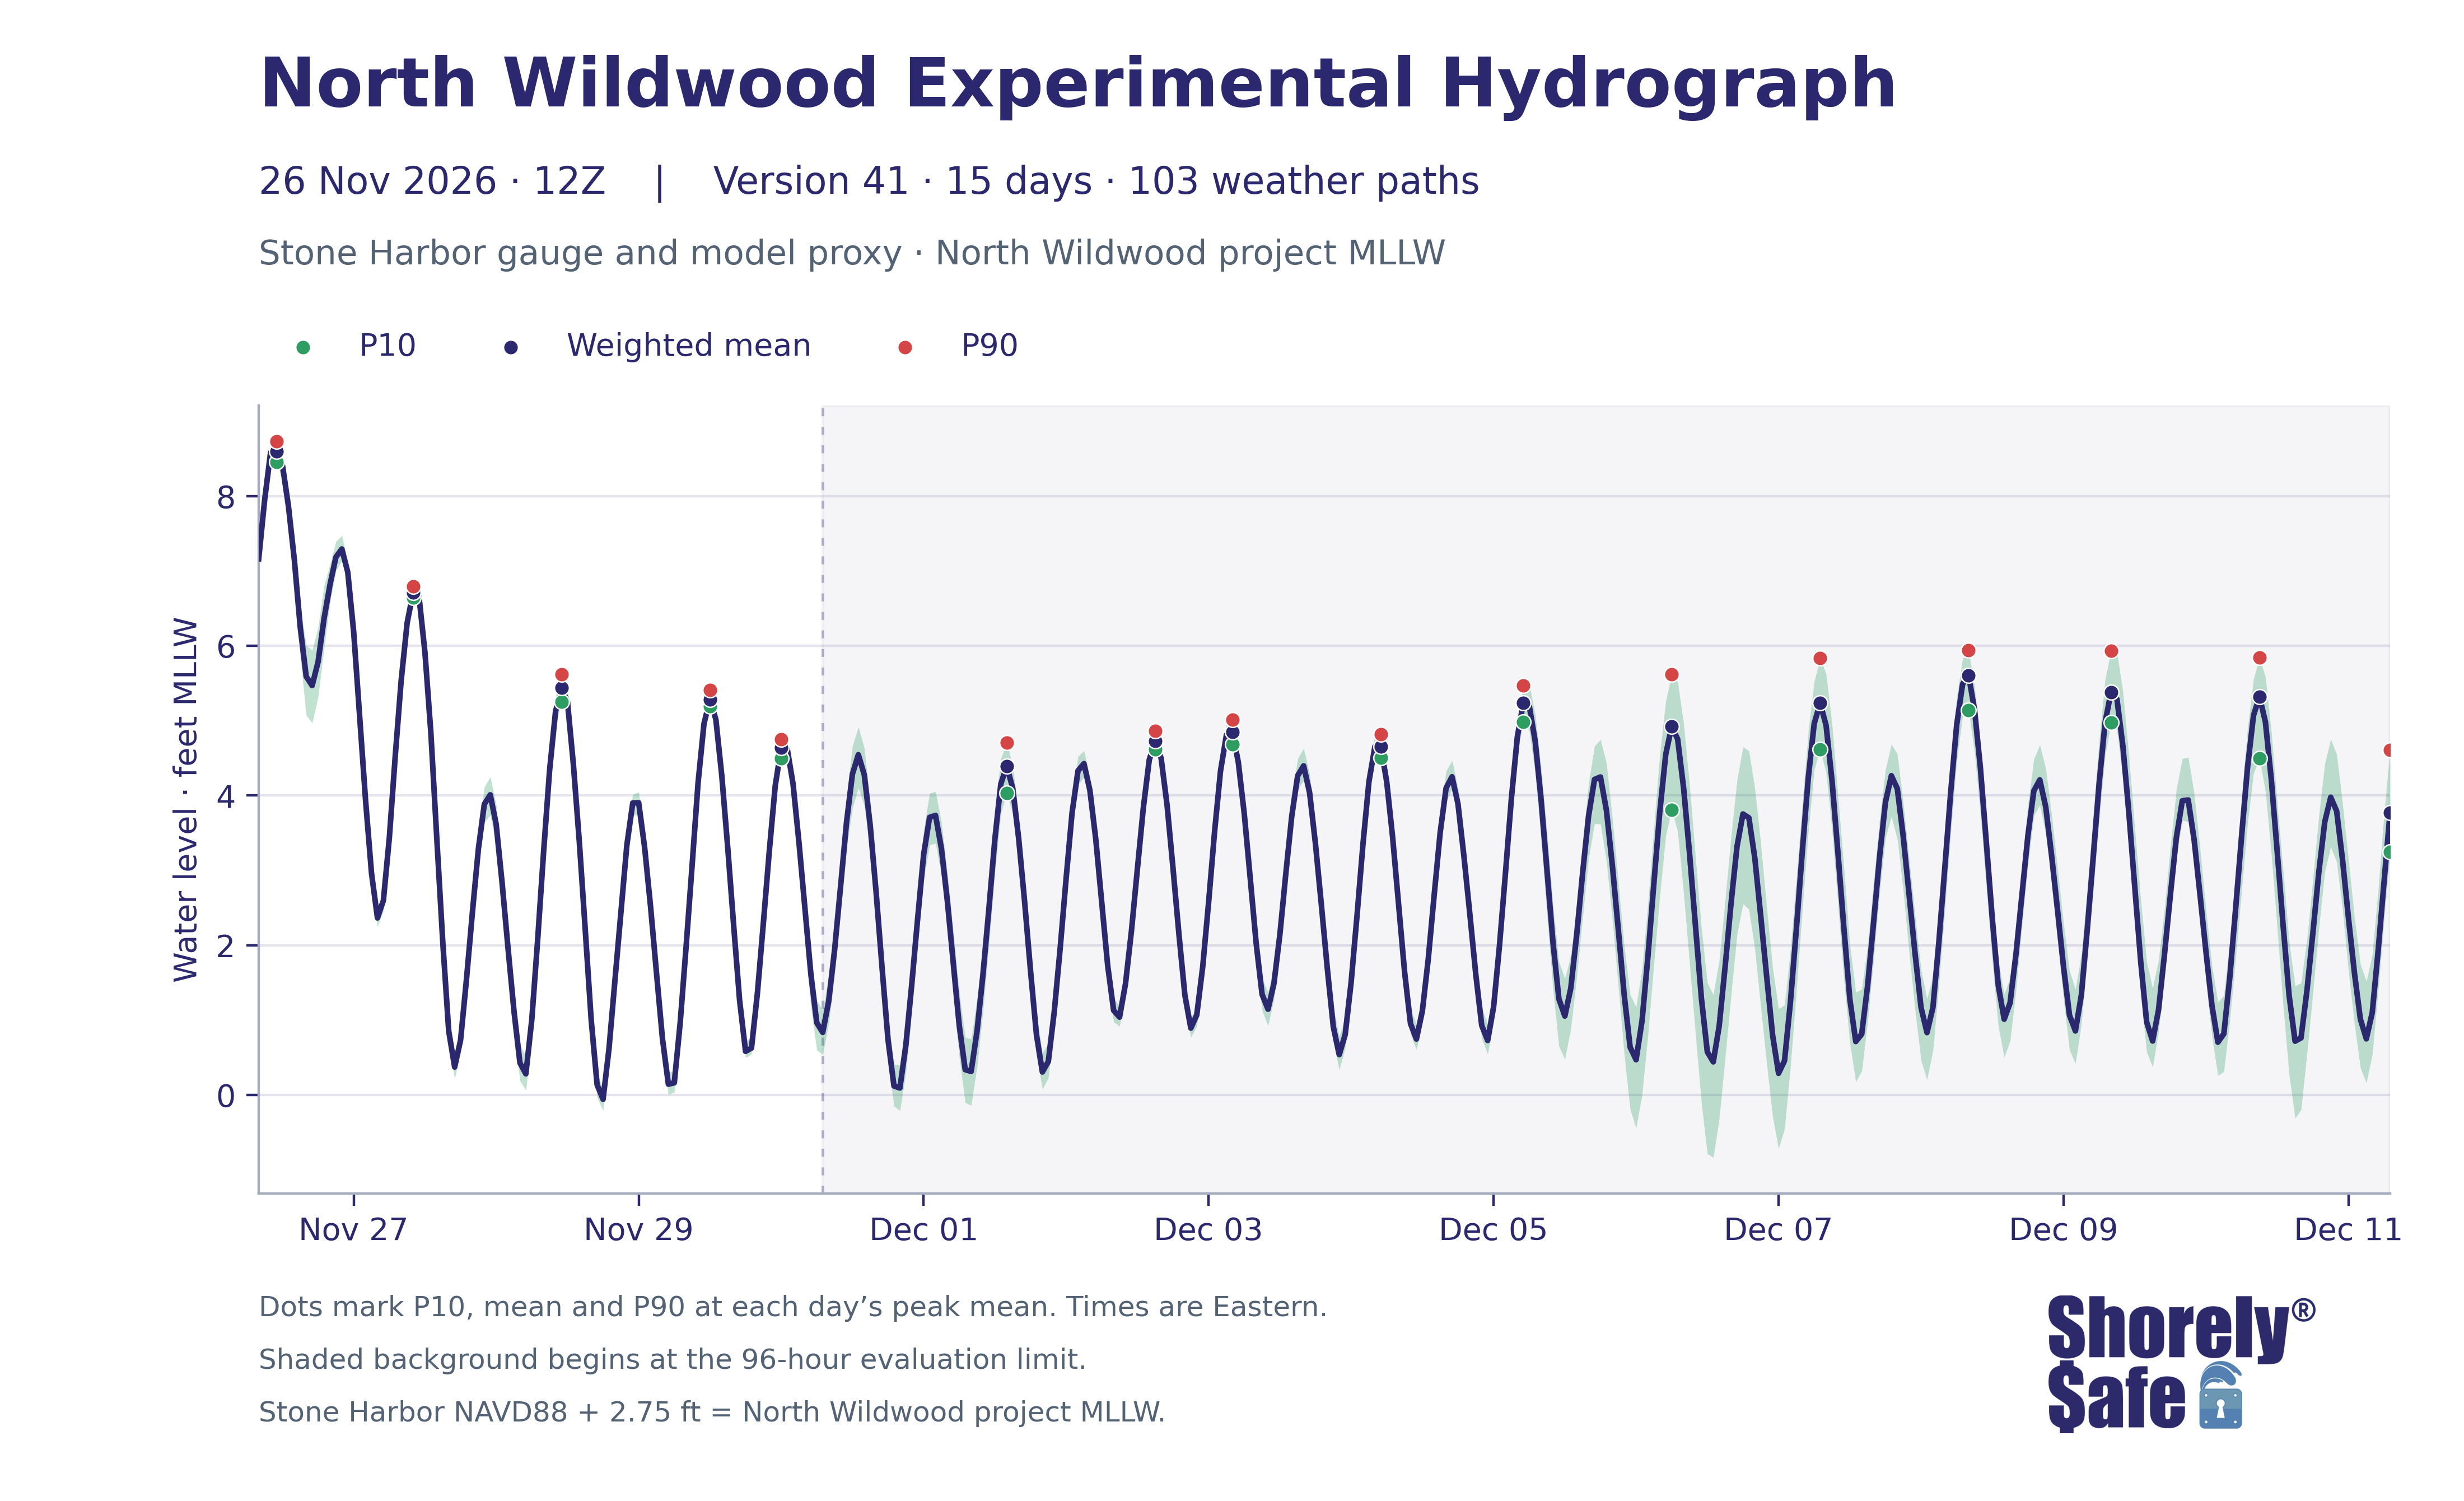 North Wildwood Experimental Hydrograph
26 Nov 2026 · 12Z | Version 41 · 15 days · 103 weather paths
Stone Harbor gauge and model proxy · North Wildwood project MLLW
P10 Weighted mean P90
Water level · feet MLLW
8
6
4
2
0
Nov 27 Nov 29 Dec 01 Dec 03 Dec 05 Dec 07 Dec 09 Dec 11
Dots mark P10, mean and P90 at each day’s peak mean. Times are Eastern.
Shaded background begins at the 96-hour evaluation limit.
Stone Harbor NAVD88 + 2.75 ft = North Wildwood project MLLW.
Shorely®
$afe